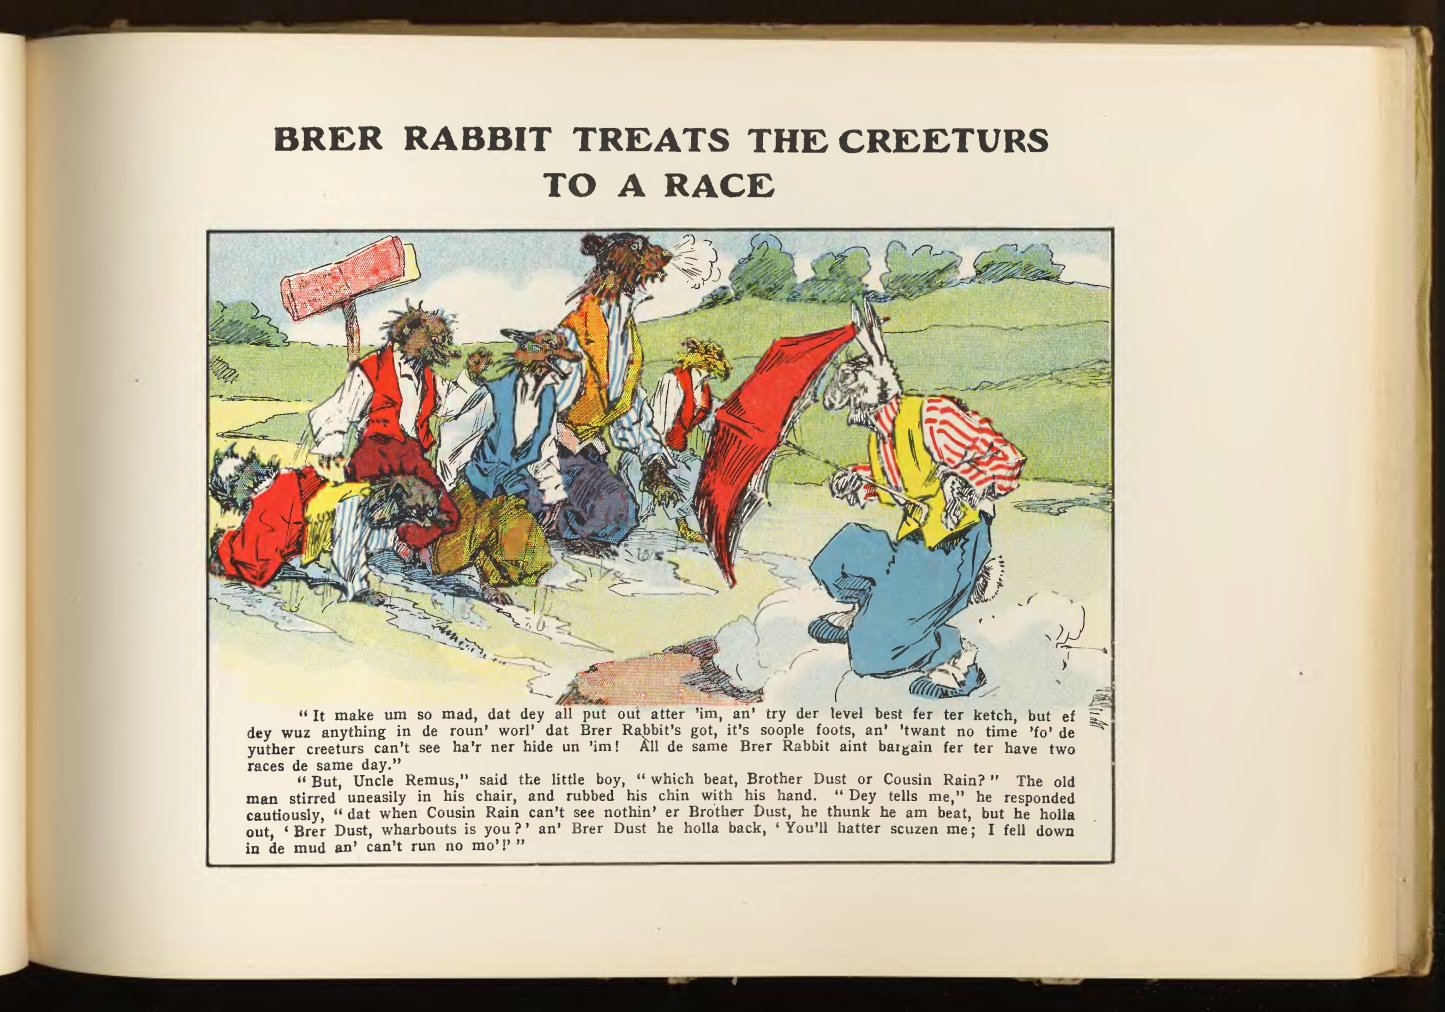 BRER RABBIT TREATS THE CREETURS
TO A RACE
“It make um so mad, dat dey all put out atter 'im, an' try der level best fer ter ketch, but ef
dey wuz anything in de roun' worl' dat Brer Rabbit's got, it's soople foots, an' 'twant no time 'fo' de
yuther creeturs can't see ha'r ner hide un 'im! All de same Brer Rabbit aint bargain fer ter have two
races de same day.”
“But, Uncle Remus,” said the little boy, “which beat, Brother Dust or Cousin Rain?” The old
man stirred uneasily in his chair, and rubbed his chin with his hand. “Dey tells me,” he responded
cautiously, “dat when Cousin Rain can't see nothin' er Brother Dust, he thunk he am beat, but he holla
out, ‘Brer Dust, wharbouts is you?’ an' Brer Dust he holla back, ‘You'll hatter scuzen me; I fell down
in de mud an' can't run no mo'!’”